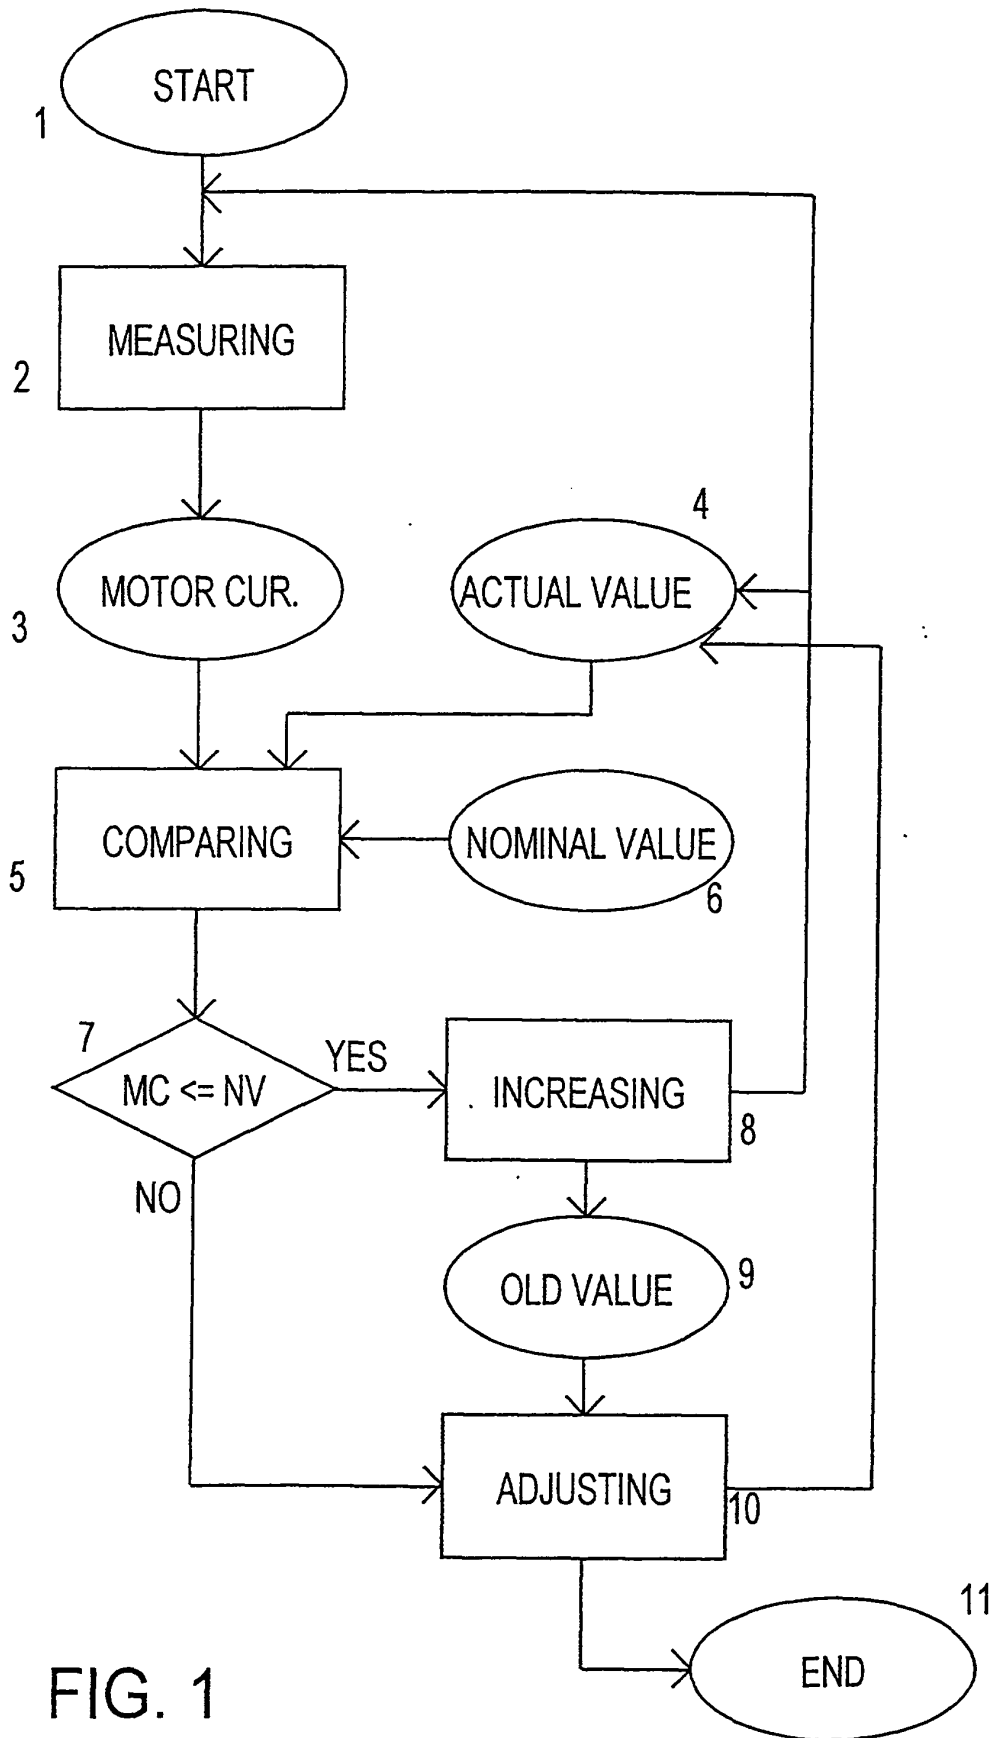 START
1
MEASURING
2
4
MOTOR CUR.
ACTUAL VALUE
3
COMPARING
NOMINAL VALUE
5
6
7
YES
MC <= NV
INCREASING
8
NO
9
OLD VALUE
ADJUSTING
10
11
END
FIG. 1